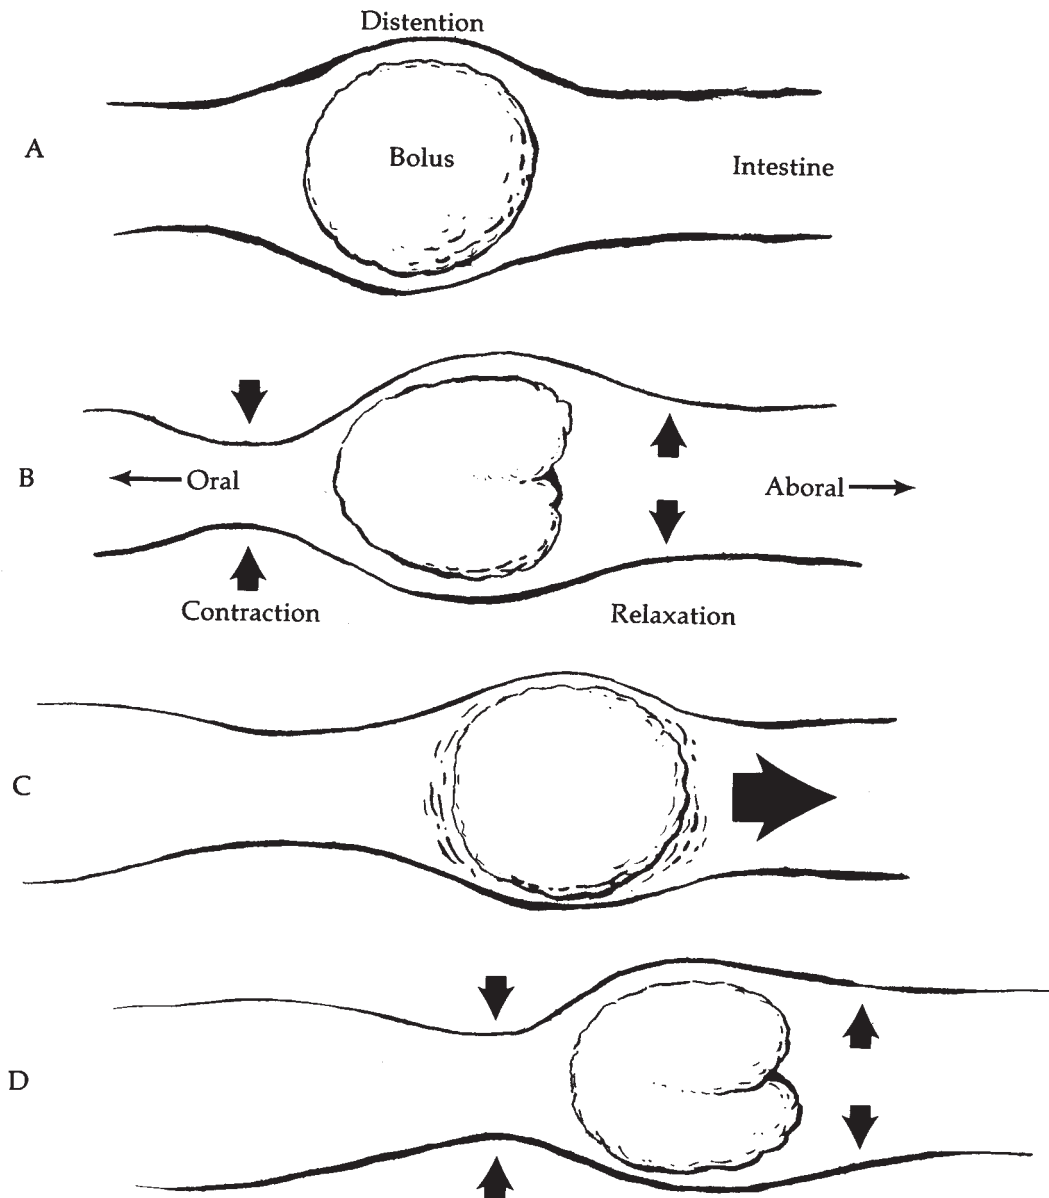 Distention
A
Bolus
Intestine
B
Oral
Aboral
Contraction
Relaxation
C
D